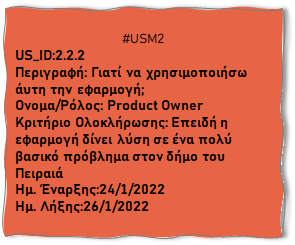 #USM2
US_ID:2.2.2
Περιγραφή: Γιατί να χρησιμοποιήσω
άυτη την εφαρμογή;
Ονομα/Ρόλος: Product Owner
Κριτήριο Ολοκλήρωσης: Επειδή η
εφαρμογή δίνει λύση σε ένα πολύ
βασικό πρόβλημα στον δήμο του
Πειραιά
Ημ. Έναρξης:24/1/2022
Ημ. Λήξης:26/1/2022